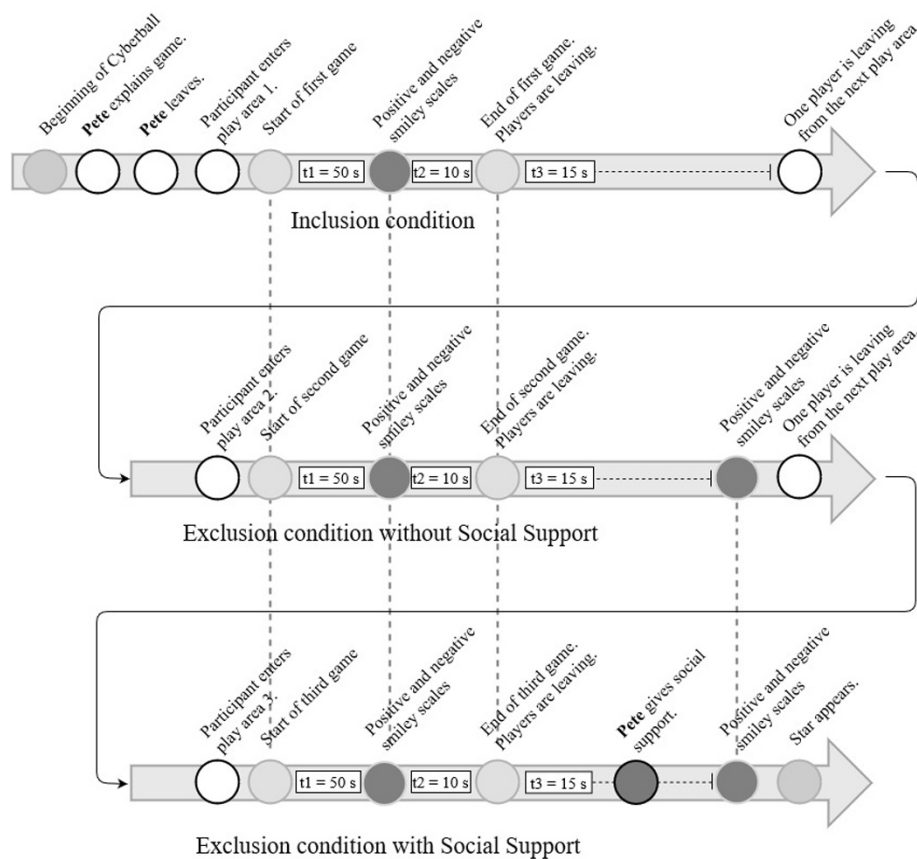 Beginning of Cyberball
Pete explains game.
Pete leaves.
Participant enters
play area 1.
Start of first game
Positive and negative
smiley scales
End of first game.
Players are leaving.
One player is leaving
from the next play area.
t1 = 50 s
t2 = 10 s
t3 = 15 s
Inclusion condition
Participant enters
play area 2.
Start of second game
Positive and negative
smiley scales
End of second game.
Players are leaving.
Positive and negative
smiley scales
One player is leaving
from the next play area.
t1 = 50 s
t2 = 10 s
t3 = 15 s
Exclusion condition without Social Support
Participant enters
play area 3.
Start of third game
Positive and negative
smiley scales
End of third game.
Players are leaving.
Pete gives social
support.
Positive and negative
smiley scales
Star appears.
t1 = 50 s
t2 = 10 s
t3 = 15 s
Exclusion condition with Social Support